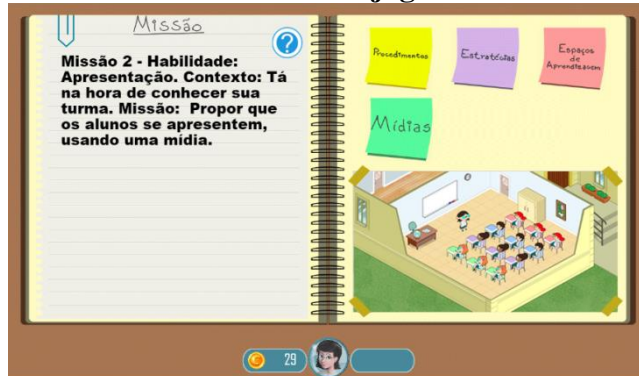 Missão
Missão 2 - Habilidade:
Apresentação. Contexto: Tá
na hora de conhecer sua
turma. Missão: Propor que
os alunos se apresentem,
usando uma mídia.
?
Procedimentos
Estratégias
Espaços
de
Aprendizagem
Mídias
29